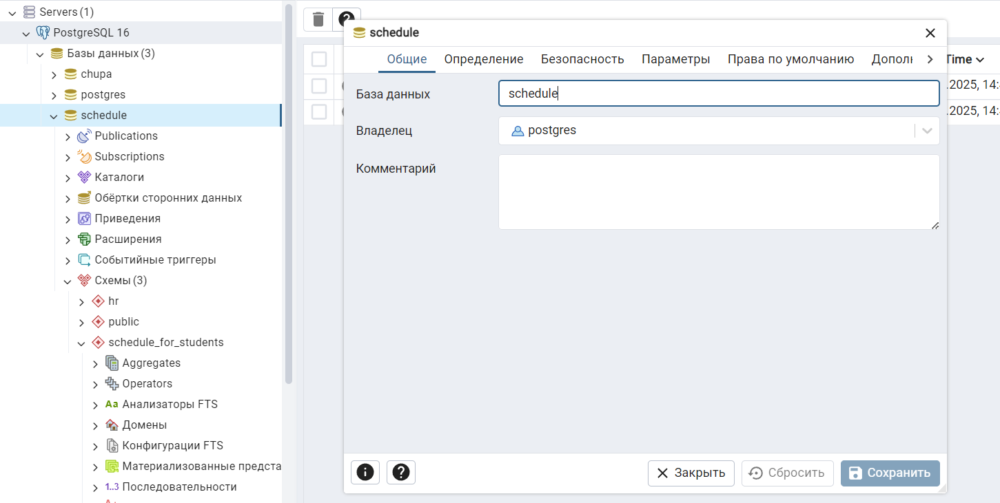 Servers (1)
PostgreSQL 16
Базы данных (3)
chupa
postgres
schedule
Publications
Subscriptions
Каталоги
Обёртки сторонних данных
Приведения
Расширения
Событийные триггеры
Схемы (3)
hr
public
schedule_for_students
Aggregates
Operators
Aa Анализаторы FTS
Домены
Конфигурации FTS
Материализованные предста
1..3 Последовательности
schedule
Общие Определение Безопасность Параметры Права по умолчанию Дополн
База данных schedule
Владелец postgres
Комментарий
Закрыть Сбросить Сохранить
Time
.2025, 14:
.2025, 14: